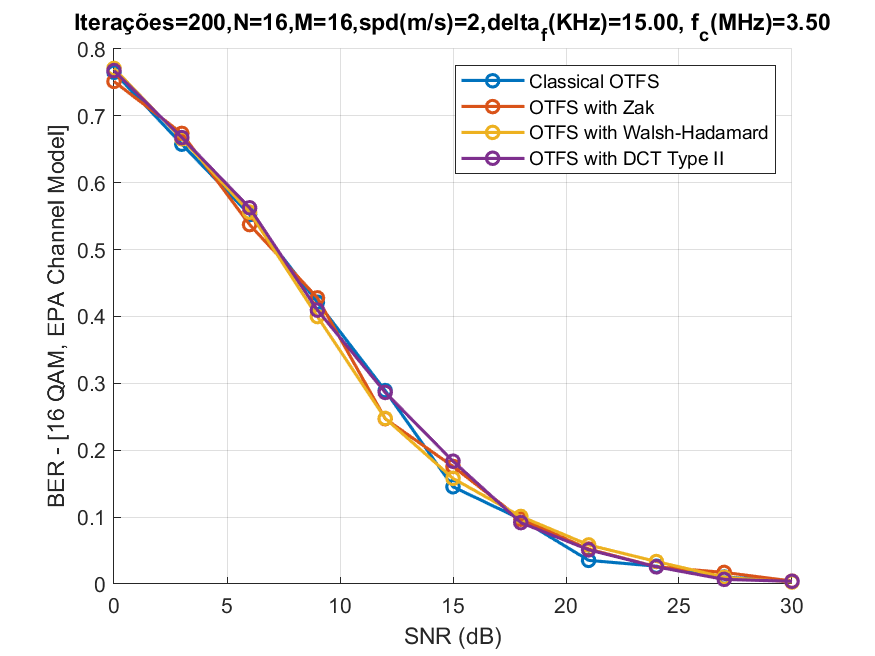 Iterações=200,N=16,M=16,spd(m/s)=2,delta_f(KHz)=15.00, f_c(MHz)=3.50
0.8
0.7
0.6
0.5
0.4
0.3
0.2
0.1
0
BER - [16 QAM, EPA Channel Model]
Classical OTFS
OTFS with Zak
OTFS with Walsh-Hadamard
OTFS with DCT Type II
0 5 10 15 20 25 30
SNR (dB)